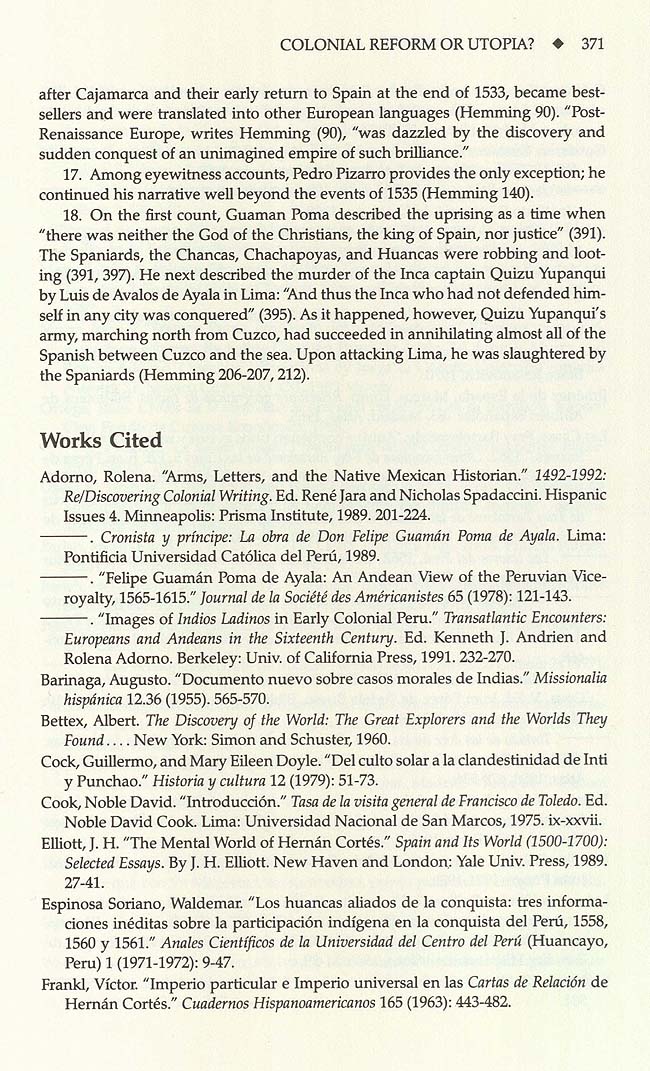 COLONIAL REFORM OR UTOPIA? ◆ 371
after Cajamarca and their early return to Spain at the end of 1533, became best-
sellers and were translated into other European languages (Hemming 90). “Post-
Renaissance Europe, writes Hemming (90), “was dazzled by the discovery and
sudden conquest of an unimagined empire of such brilliance.”
17. Among eyewitness accounts, Pedro Pizarro provides the only exception; he
continued his narrative well beyond the events of 1535 (Hemming 140).
18. On the first count, Guaman Poma described the uprising as a time when
“there was neither the God of the Christians, the king of Spain, nor justice” (391).
The Spaniards, the Chancas, Chachapoyas, and Huancas were robbing and loot-
ing (391, 397). He next described the murder of the Inca captain Quizu Yupanqui
by Luis de Avalos de Ayala in Lima: “And thus the Inca who had not defended him-
self in any city was conquered” (395). As it happened, however, Quizu Yupanqui's
army, marching north from Cuzco, had succeeded in annihilating almost all of the
Spanish between Cuzco and the sea. Upon attacking Lima, he was slaughtered by
the Spaniards (Hemming 206-207, 212).
Works Cited
Adorno, Rolena. “Arms, Letters, and the Native Mexican Historian.” 1492-1992:
Re/Discovering Colonial Writing. Ed. René Jara and Nicholas Spadaccini. Hispanic
Issues 4. Minneapolis: Prisma Institute, 1989. 201-224.
———. Cronista y príncipe: La obra de Don Felipe Guamán Poma de Ayala. Lima:
Pontificia Universidad Católica del Perú, 1989.
———. “Felipe Guamán Poma de Ayala: An Andean View of the Peruvian Vice-
royalty, 1565-1615.” Journal de la Société des Américanistes 65 (1978): 121-143.
———. “Images of Indios Ladinos in Early Colonial Peru.” Transatlantic Encounters:
Europeans and Andeans in the Sixteenth Century. Ed. Kenneth J. Andrien and
Rolena Adorno. Berkeley: Univ. of California Press, 1991. 232-270.
Barinaga, Augusto. “Documento nuevo sobre casos morales de Indias.” Missionalia
hispánica 12.36 (1955). 565-570.
Bettex, Albert. The Discovery of the World: The Great Explorers and the Worlds They
Found.... New York: Simon and Schuster, 1960.
Cock, Guillermo, and Mary Eileen Doyle. “Del culto solar a la clandestinidad de Inti
y Punchao.” Historia y cultura 12 (1979): 51-73.
Cook, Noble David. “Introducción.” Tasa de la visita general de Francisco de Toledo. Ed.
Noble David Cook. Lima: Universidad Nacional de San Marcos, 1975. ix-xxvii.
Elliott, J. H. “The Mental World of Hernán Cortés.” Spain and Its World (1500-1700):
Selected Essays. By J. H. Elliott. New Haven and London: Yale Univ. Press, 1989.
27-41.
Espinosa Soriano, Waldemar. “Los huancas aliados de la conquista: tres informa-
ciones inéditas sobre la participación indígena en la conquista del Perú, 1558,
1560 y 1561.” Anales Científicos de la Universidad del Centro del Perú (Huancayo,
Peru) 1 (1971-1972): 9-47.
Frankl, Víctor. “Imperio particular e Imperio universal en las Cartas de Relación de
Hernán Cortés.” Cuadernos Hispanoamericanos 165 (1963): 443-482.